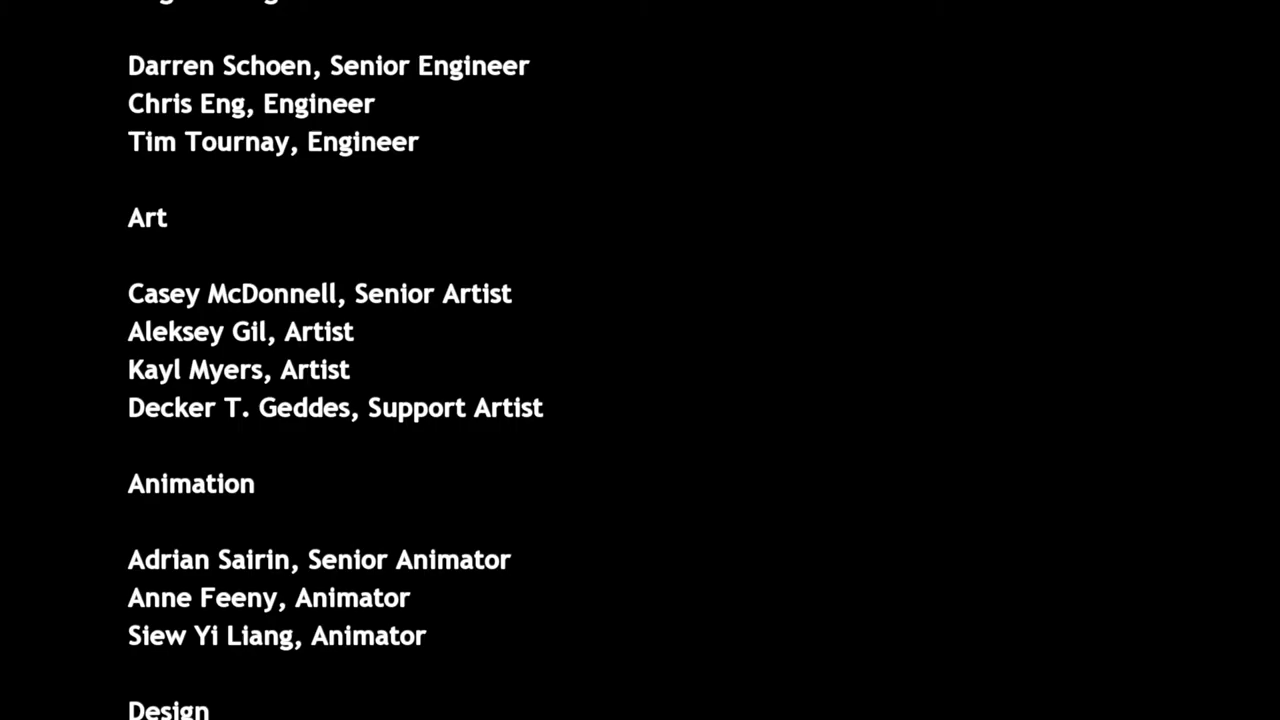 Darren Schoen, Senior Engineer
Chris Eng, Engineer
Tim Tournay, Engineer
Art
Casey McDonnell, Senior Artist
Aleksey Gil, Artist
Kayl Myers, Artist
Decker T. Geddes, Support Artist
Animation
Adrian Sairin, Senior Animator
Anne Feeny, Animator
Siew Yi Liang, Animator
Design